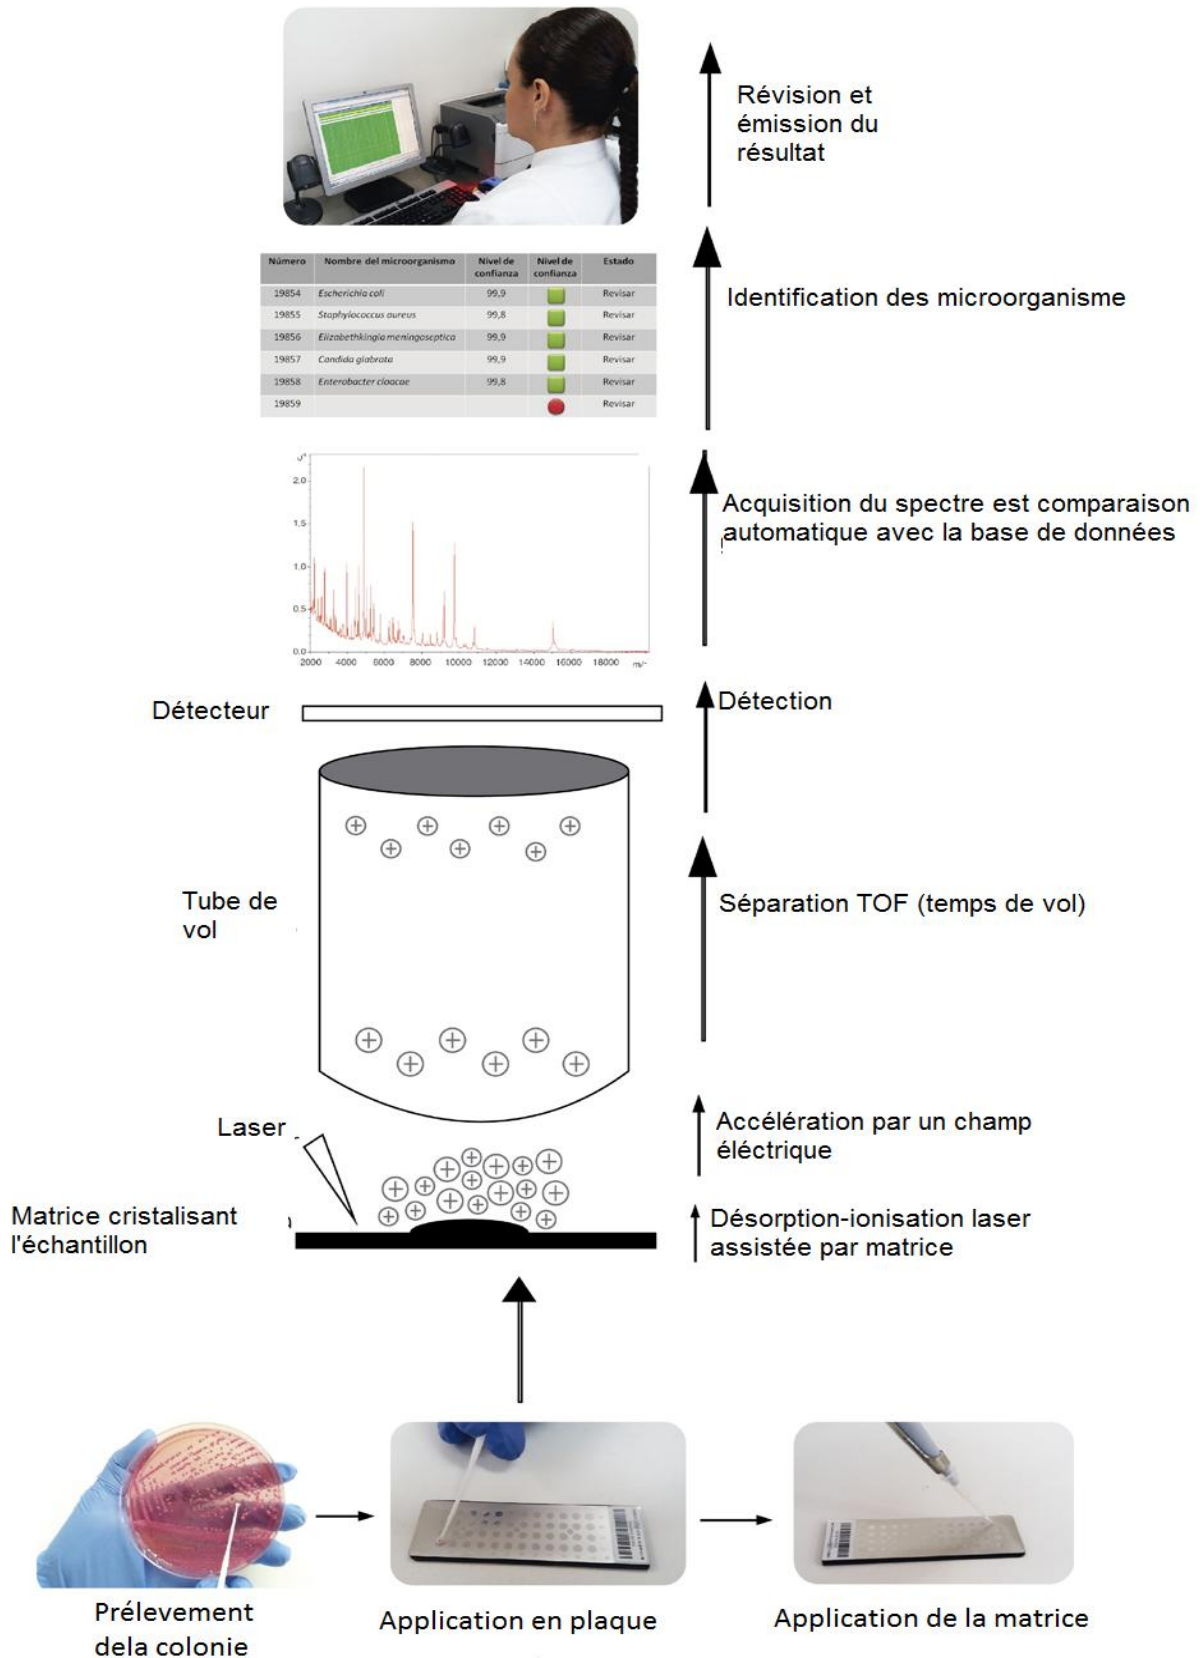 Révision et
émission du
résultat
Número Nombre del microorganismo Nivel de confianza Nivel de confianza Estado
19854 Escherichia coli 99,9 Revisar
19855 Staphylococcus aureus 99,8 Revisar
19856 Elizabethkingia meningoseptica 99,9 Revisar
19857 Candida glabrata 99,9 Revisar
19858 Enterobacter cloacae 99,8 Revisar
19859 Revisar
Identification des microorganisme
2.0
1.5
1.0
0.5
0.0
2000 4000 6000 8000 10000 12000 14000 16000 18000 m/-
Acquisition du spectre est comparaison
automatique avec la base de données
Détecteur
Détection
Tube de
vol
Séparation TOF (temps de vol)
Laser
Accélération par un champ
éléctrique
Matrice cristalisant
l'échantillon
Désorption-ionisation laser
assistée par matrice
Prélevement
dela colonie
Application en plaque
Application de la matrice